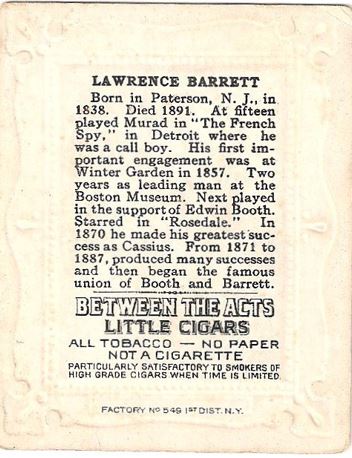 LAWRENCE BARRETT
Born in Paterson, N. J., in
1838. Died 1891. At fifteen
played Murad in "The French
Spy," in Detroit where he
was a call boy. His first im-
portant engagement was at
Winter Garden in 1857. Two
years as leading man at the
Boston Museum. Next played
in the support of Edwin Booth.
Starred in "Rosedale." In
1870 he made his greatest suc-
cess as Cassius. From 1871 to
1887, produced many successes
and then began the famous
union of Booth and Barrett.
BETWEEN THE ACTS
LITTLE CIGARS
ALL TOBACCO — NO PAPER
NOT A CIGARETTE
PARTICULARLY SATISFACTORY TO SMOKERS OF
HIGH GRADE CIGARS WHEN TIME IS LIMITED.
FACTORY No 549 1ST DIST. N.Y.